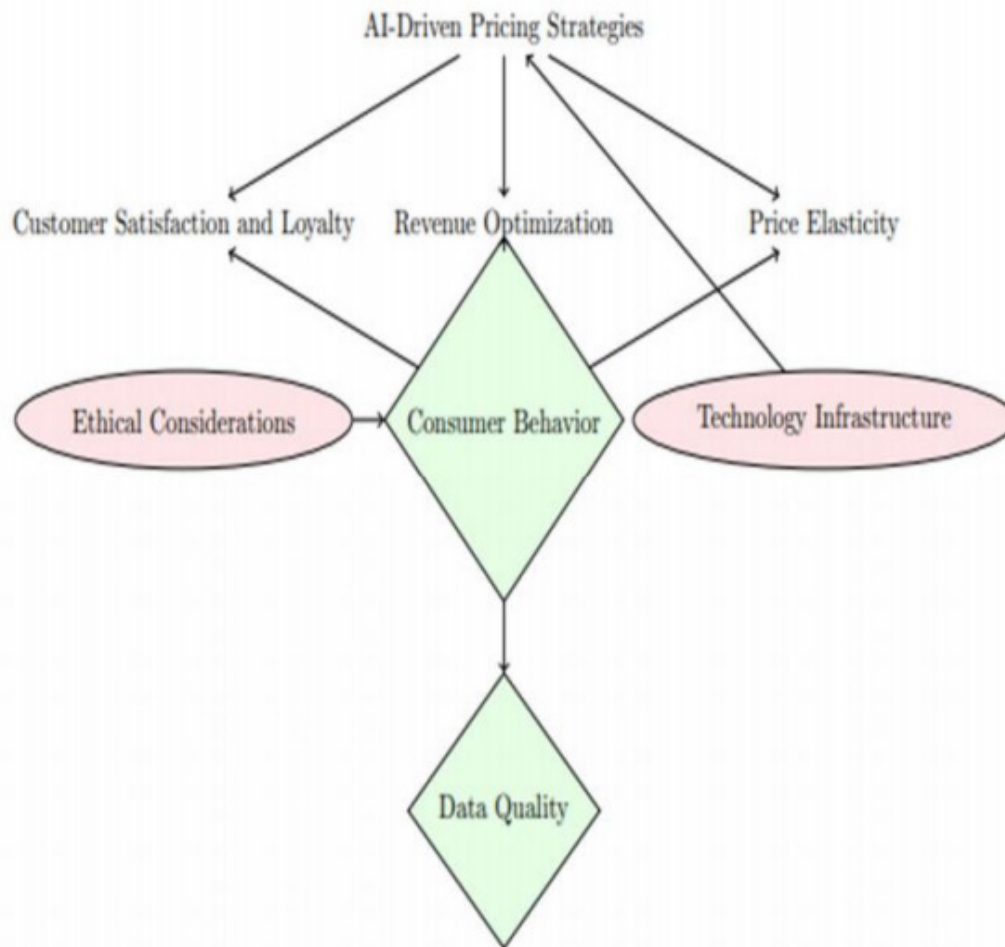 AI-Driven Pricing Strategies
Customer Satisfaction and Loyalty
Revenue Optimization
Price Elasticity
Ethical Considerations
Consumer Behavior
Technology Infrastructure
Data Quality